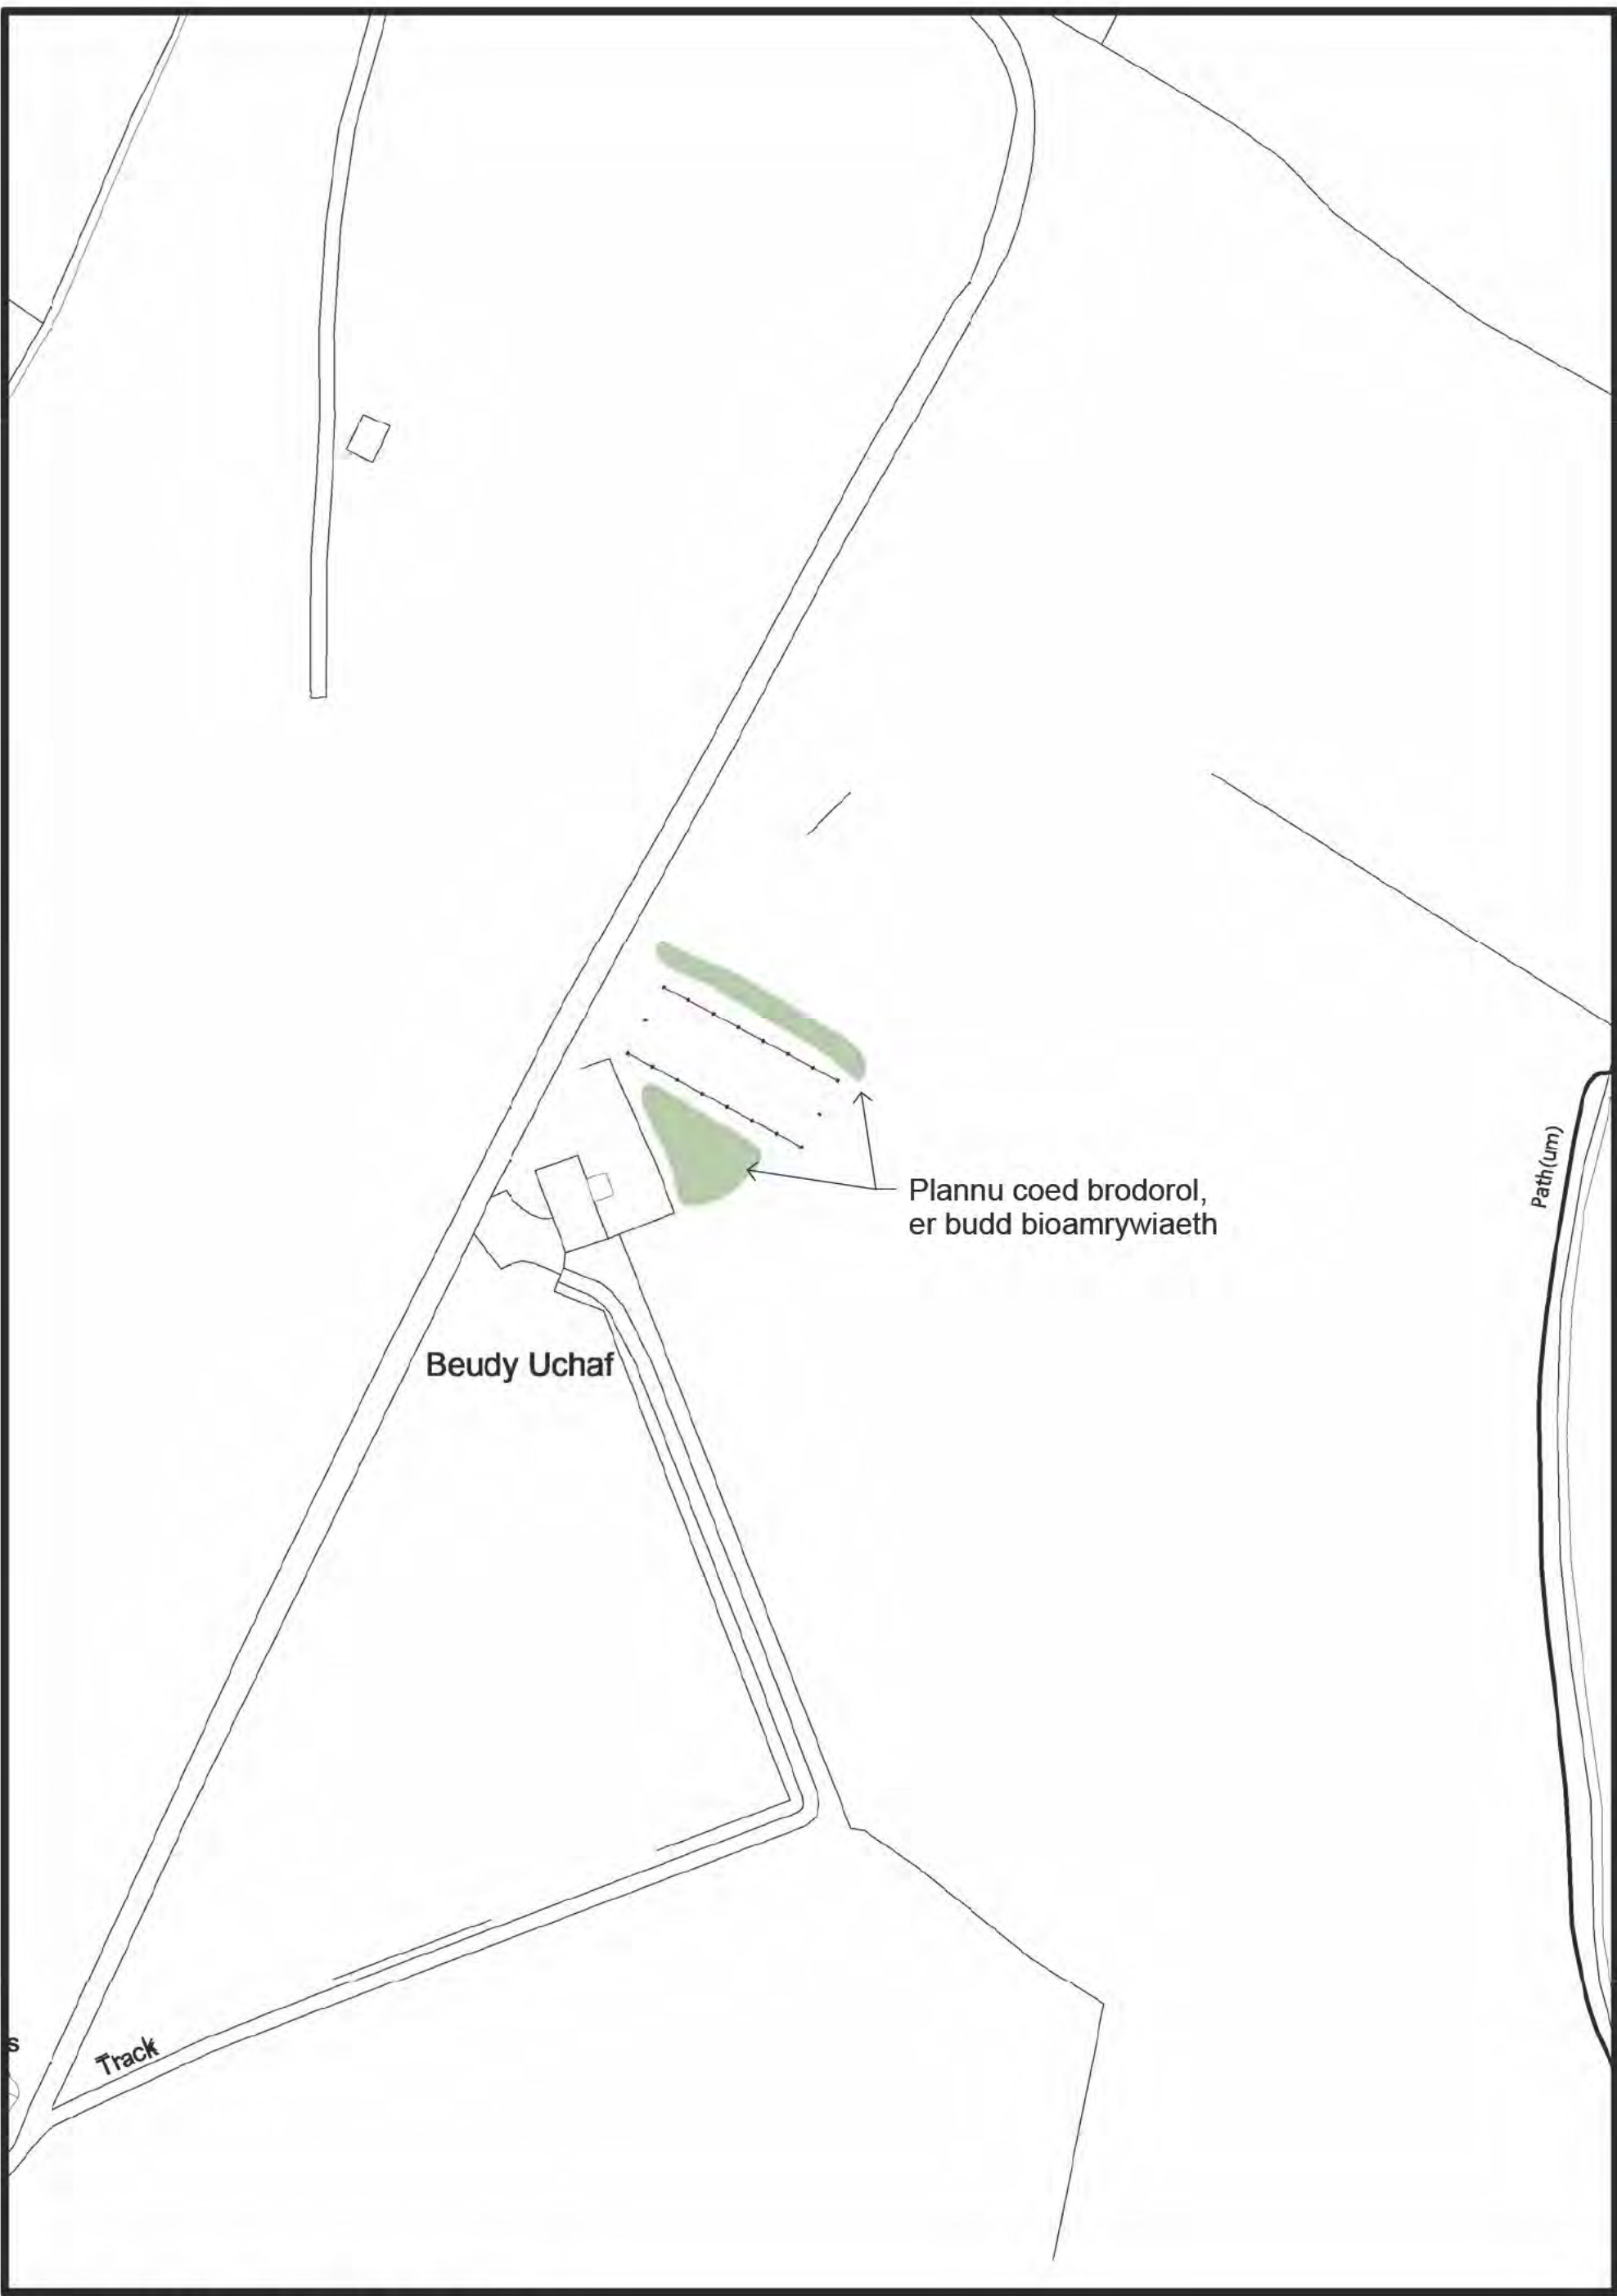 Path(um)
Plannu coed brodorol,
er budd bioamrywiaeth
Beudy Uchaf
s
Track